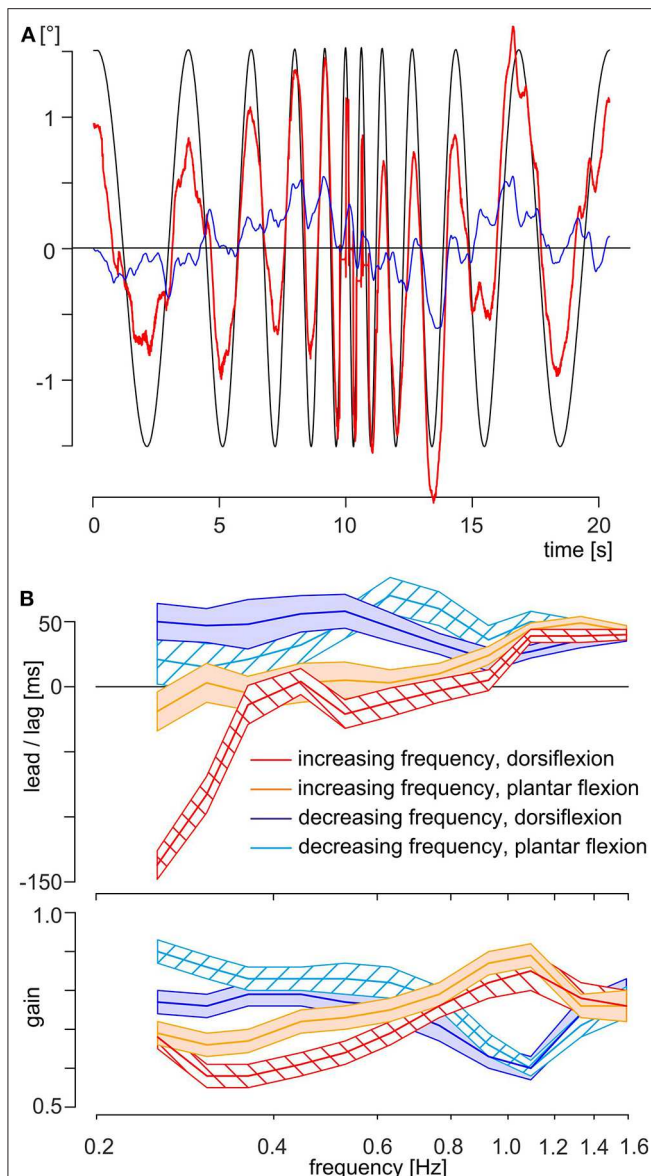 A [°]
1
0
-1
0 5 10 15 20
time [s]
B
lead / lag [ms]
50
0
-150
increasing frequency, dorsiflexion
increasing frequency, plantar flexion
decreasing frequency, dorsiflexion
decreasing frequency, plantar flexion
gain
1.0
0.5
0.2 0.4 0.6 0.8 1.0 1.2 1.4 1.6
frequency [Hz]